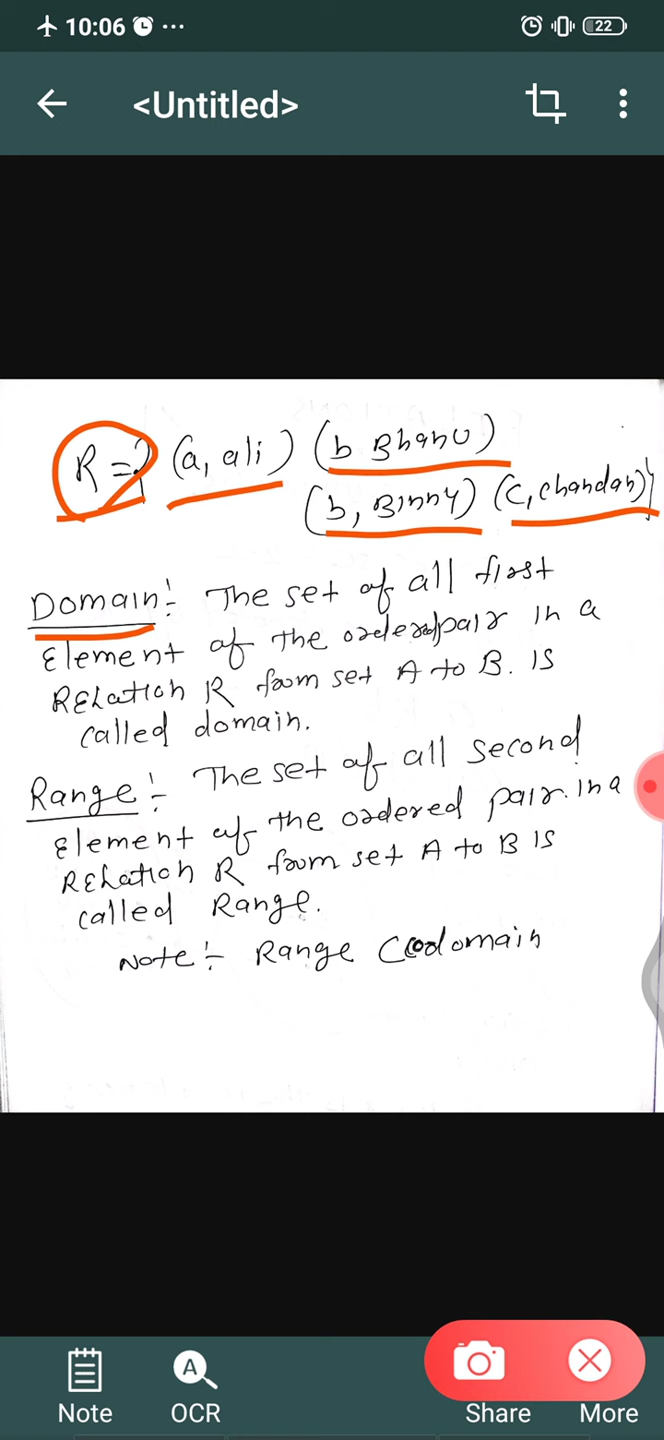 10:06 ...
22
<Untitled>
R = { (a, ali) (b Bhanu)
(b, Binny) (c, chandan)}
Domain :- The set of all first
Element of the orderedpair in a
Relation R from set A to B. is
called domain.
Range :- The set of all second
Element of the ordered pair. in a
Relation R from set A to B is
called Range.
Note :- Range Codomain
A
Note OCR Share More